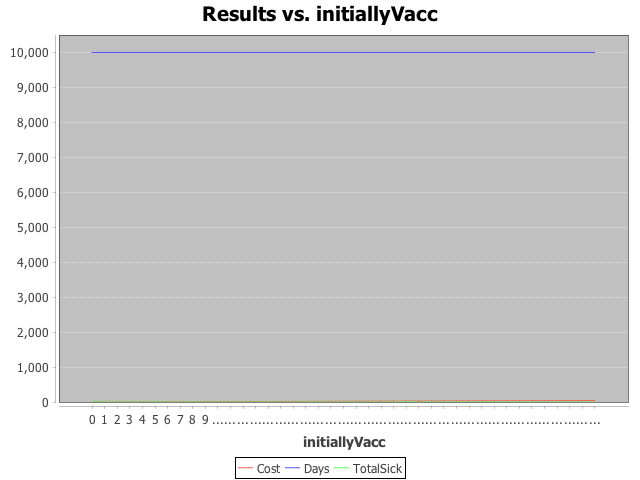 Results vs. initiallyVacc
10,000
9,000
8,000
7,000
6,000
5,000
4,000
3,000
2,000
1,000
0
0 1 2 3 4 5 6 7 8 9 ...............................................................................
initiallyVacc
Cost Days TotalSick